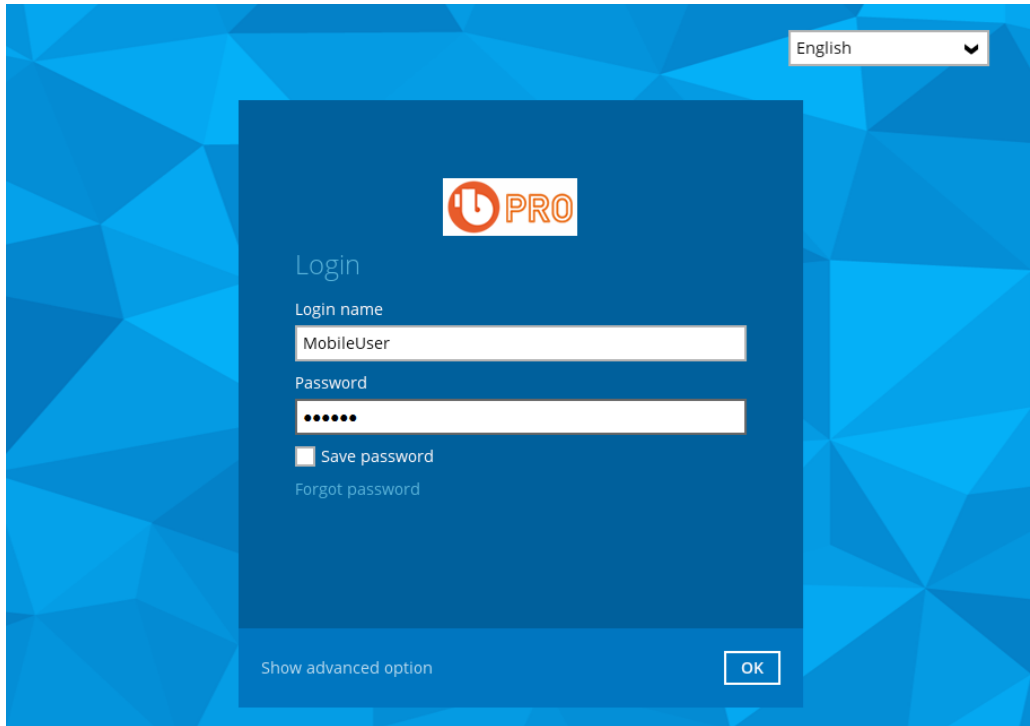 English
PRO
Login
Login name
MobileUser
Password
••••••
Save password
Forgot password
Show advanced option
OK